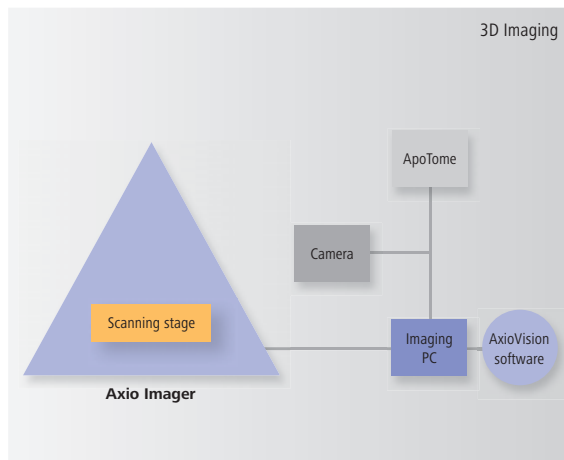 3D Imaging
ApoTome
Camera
Scanning stage
Imaging
PC
AxioVision
software
Axio Imager